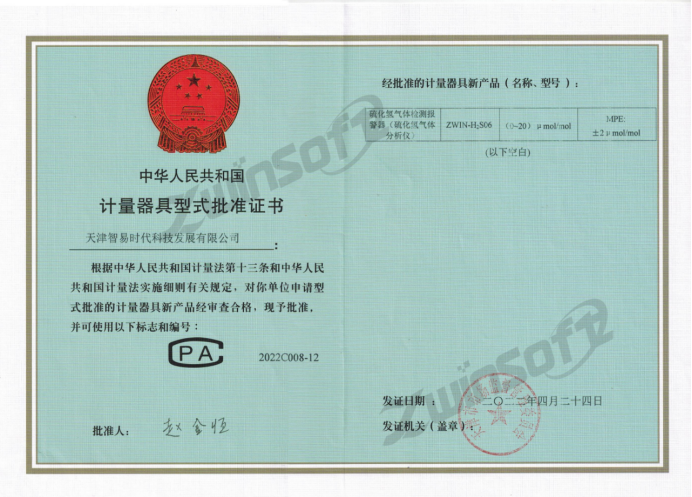 中华人民共和国
计量器具型式批准证书
天津智易时代科技发展有限公司：
根据中华人民共和国计量法第十三条和中华人民
共和国计量法实施细则有关规定，对你单位申请型
式批准的计量器具新产品经审查合格，现予批准，
并可使用以下标志和编号：
CPA 2022C008-12
批准人：
赵金恒
经批准的计量器具新产品（名称、型号）：
硫化氢气体检测报
警器（硫化氢气体
分析仪）
ZWIN-H₂S06
（0~20）μmol/mol
MPE:
±2μmol/mol
(以下空白)
发证日期：二〇二二年四月二十四日
发证机关（盖章）：
ZwinSoft
ZwinSoft